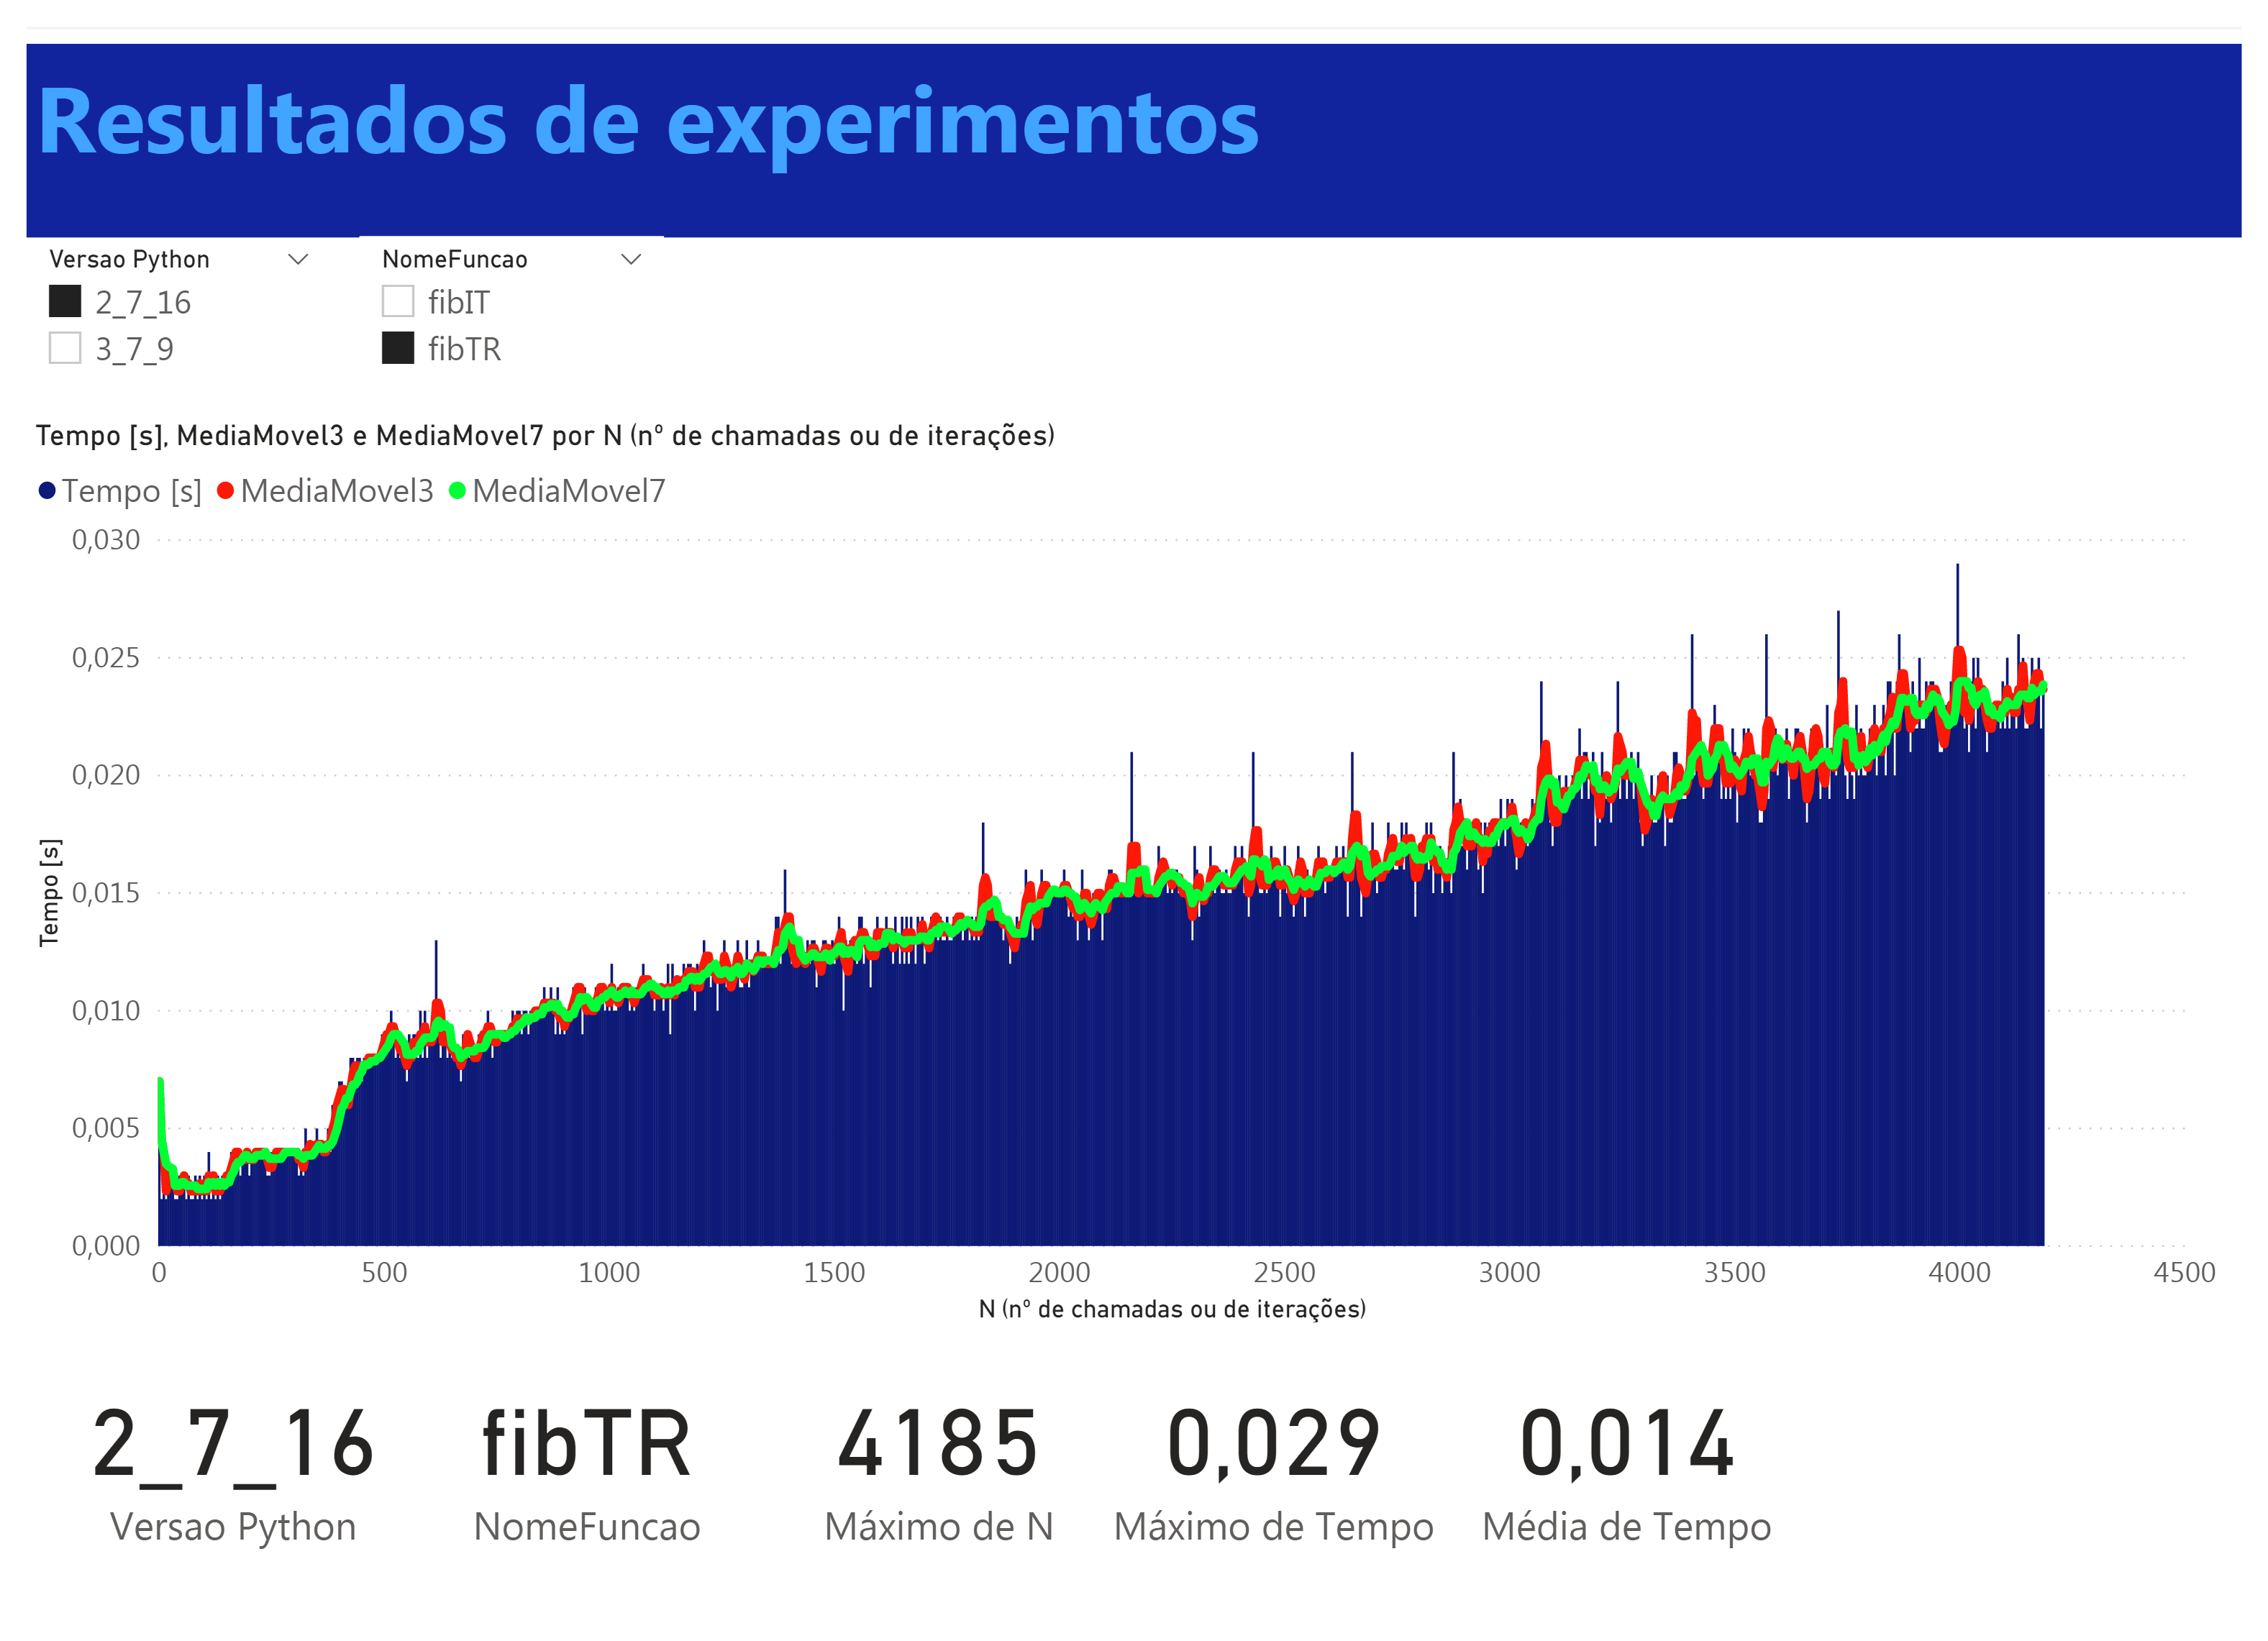 Resultados de experimentos
Versao Python
2_7_16
3_7_9
NomeFuncao
fibIT
fibTR
Tempo [s], MediaMovel3 e MediaMovel7 por N (nº de chamadas ou de iterações)
Tempo [s] MediaMovel3 MediaMovel7
0,030
0,025
0,020
0,015
0,010
0,005
0,000
Tempo [s]
0 500 1000 1500 2000 2500 3000 3500 4000 4500
N (nº de chamadas ou de iterações)
2_7_16
Versao Python
fibTR
NomeFuncao
4185
Máximo de N
0,029
Máximo de Tempo
0,014
Média de Tempo